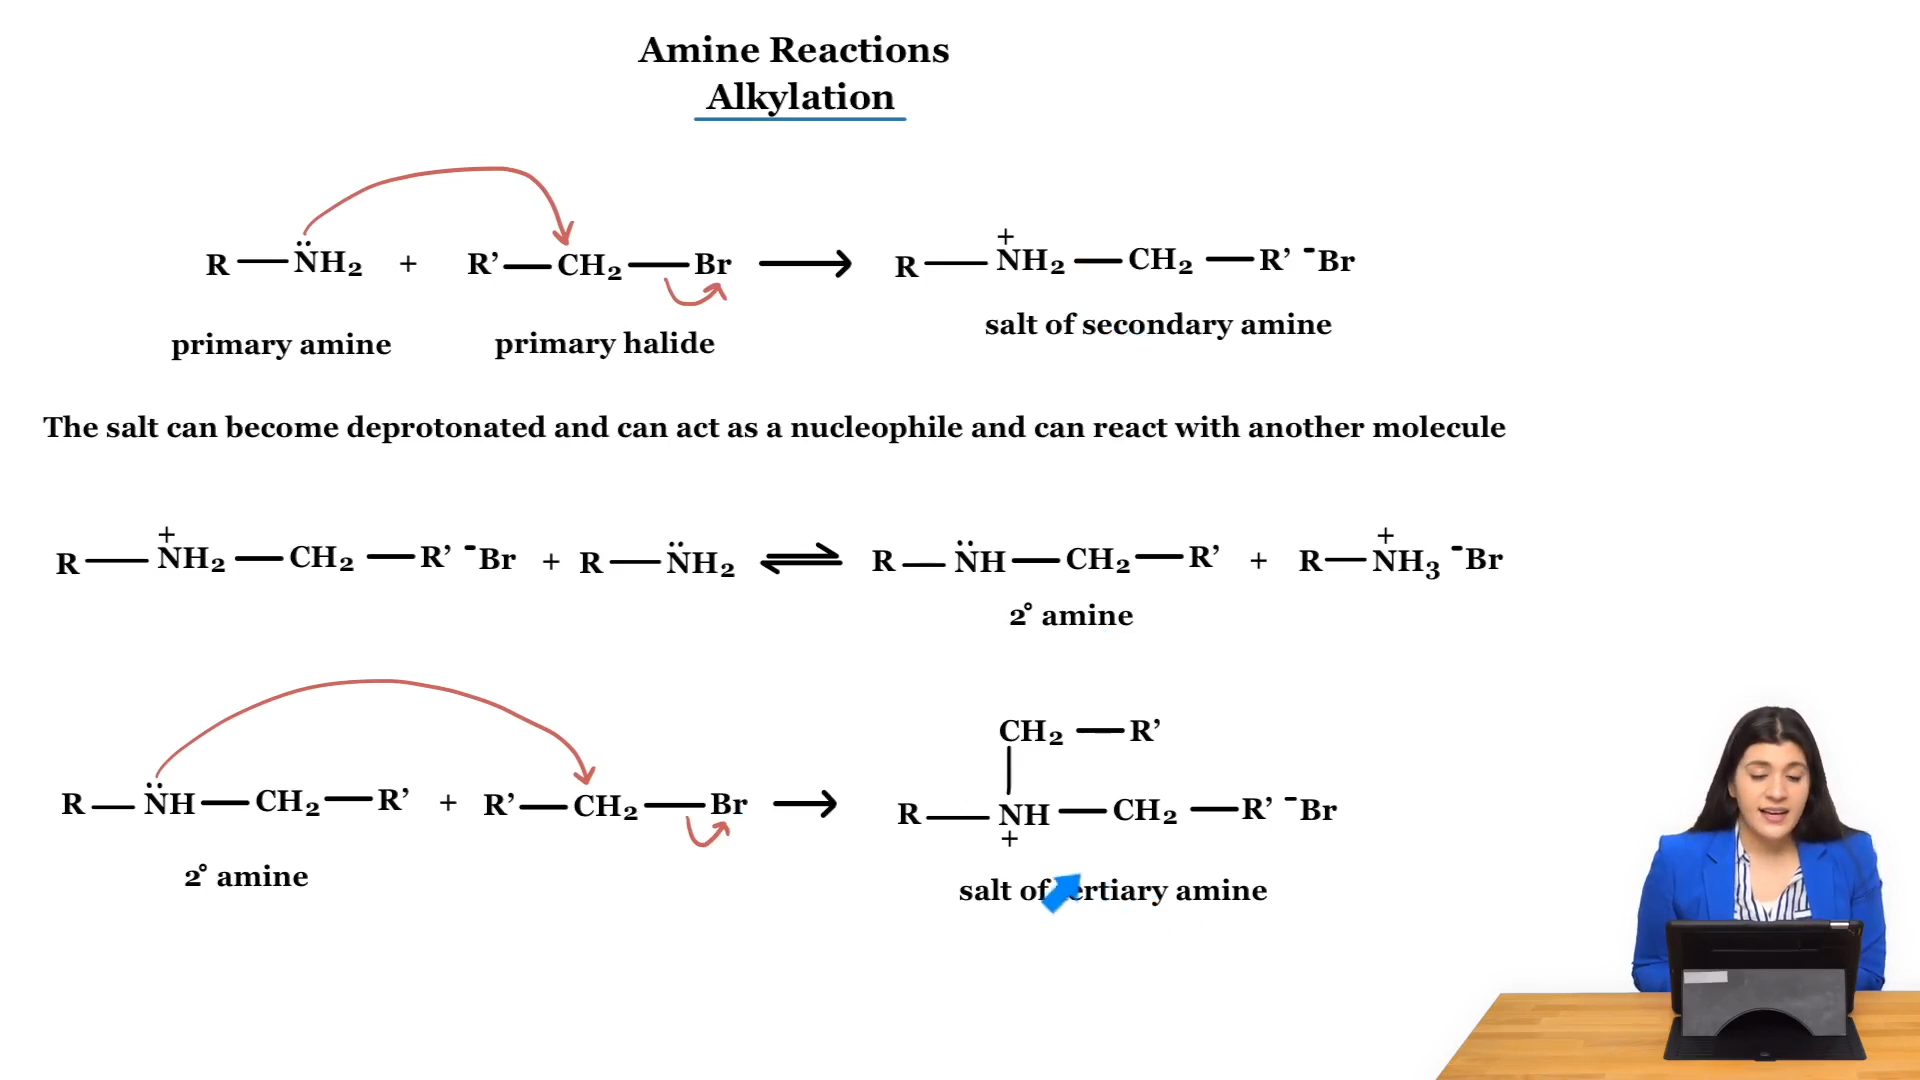 Amine Reactions
Alkylation
R—N̈H₂ + R’—CH₂—Br ⟶ R—N⁺H₂—CH₂—R’ ⁻Br
primary amine primary halide salt of secondary amine
The salt can become deprotonated and can act as a nucleophile and can react with another molecule
R—N⁺H₂—CH₂—R’ ⁻Br + R—N̈H₂ ⇌ R—N̈H—CH₂—R’ + R—N⁺H₃ ⁻Br
2° amine
CH₂—R’
|
R—N̈H—CH₂—R’ + R’—CH₂—Br ⟶ R—N⁺H—CH₂—R’ ⁻Br
2° amine salt of tertiary amine